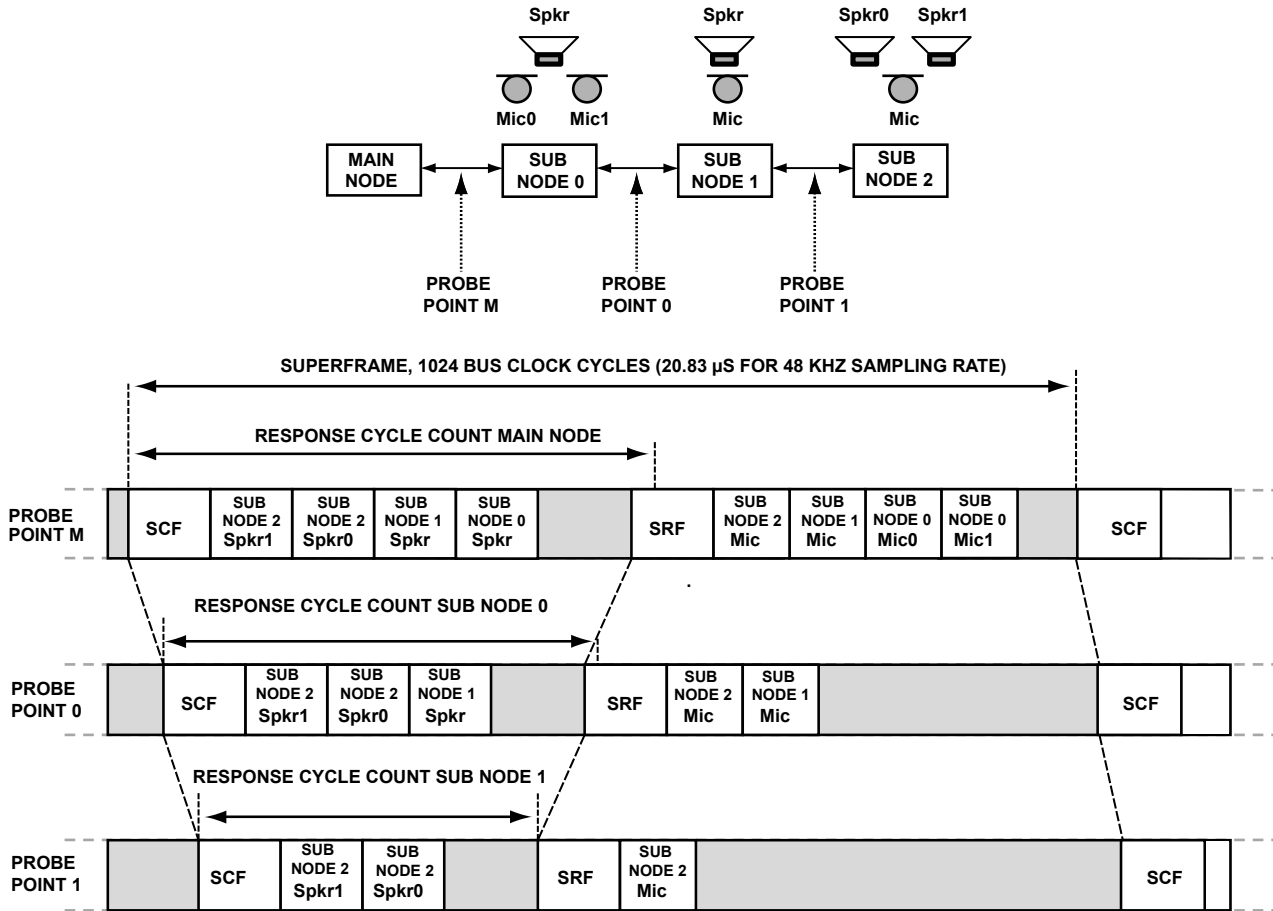 Spkr Spkr Spkr0 Spkr1
Mic0 Mic1 Mic Mic
MAIN
NODE
SUB
NODE 0
SUB
NODE 1
SUB
NODE 2
PROBE
POINT M
PROBE
POINT 0
PROBE
POINT 1
SUPERFRAME, 1024 BUS CLOCK CYCLES (20.83 µS FOR 48 KHZ SAMPLING RATE)
RESPONSE CYCLE COUNT MAIN NODE
PROBE
POINT M
SCF
SUB
NODE 2
Spkr1
SUB
NODE 2
Spkr0
SUB
NODE 1
Spkr
SUB
NODE 0
Spkr
SRF
SUB
NODE 2
Mic
SUB
NODE 1
Mic
SUB
NODE 0
Mic0
SUB
NODE 0
Mic1
SCF
RESPONSE CYCLE COUNT SUB NODE 0
PROBE
POINT 0
SCF
SUB
NODE 2
Spkr1
SUB
NODE 2
Spkr0
SUB
NODE 1
Spkr
SRF
SUB
NODE 2
Mic
SUB
NODE 1
Mic
SCF
RESPONSE CYCLE COUNT SUB NODE 1
PROBE
POINT 1
SCF
SUB
NODE 2
Spkr1
SUB
NODE 2
Spkr0
SRF
SUB
NODE 2
Mic
SCF